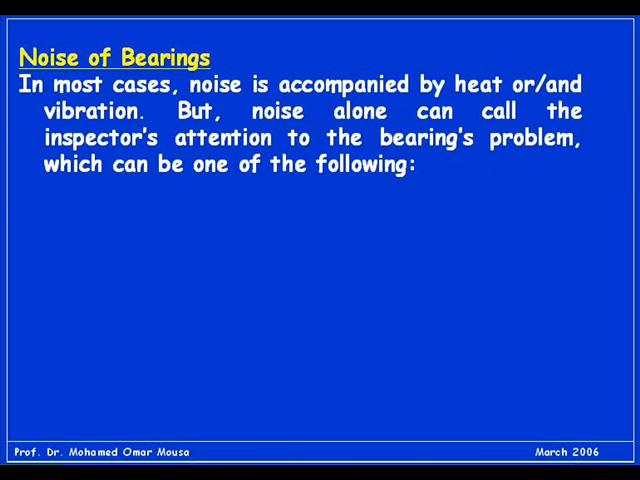 Noise of Bearings
In most cases, noise is accompanied by heat or/and
vibration. But, noise alone can call the
inspector's attention to the bearing's problem,
which can be one of the following:
Prof. Dr. Mohamed Omar Mousa
March 2006